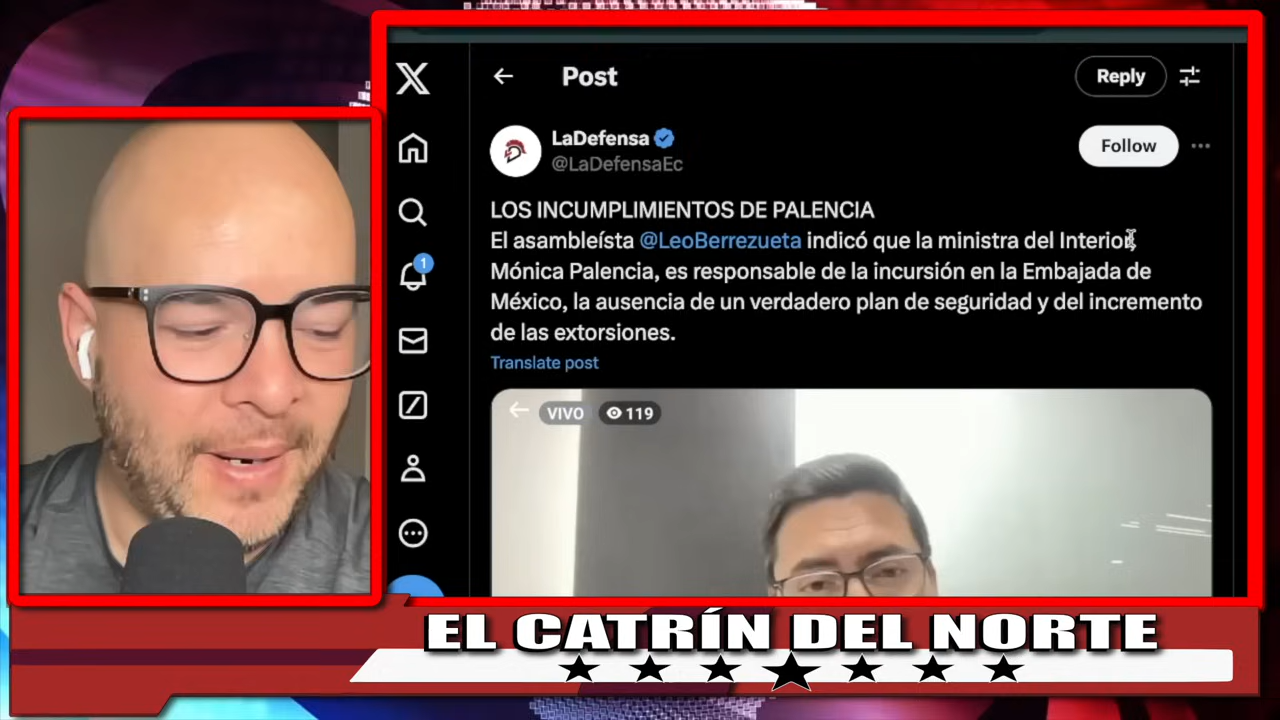 Post
Reply
LaDefensa
@LaDefensaEc
Follow
LOS INCUMPLIMIENTOS DE PALENCIA
El asambleísta @LeoBerrezueta indicó que la ministra del Interior,
Mónica Palencia, es responsable de la incursión en la Embajada de
México, la ausencia de un verdadero plan de seguridad y del incremento
de las extorsiones.
Translate post
1
VIVO 119
EL CATRÍN DEL NORTE